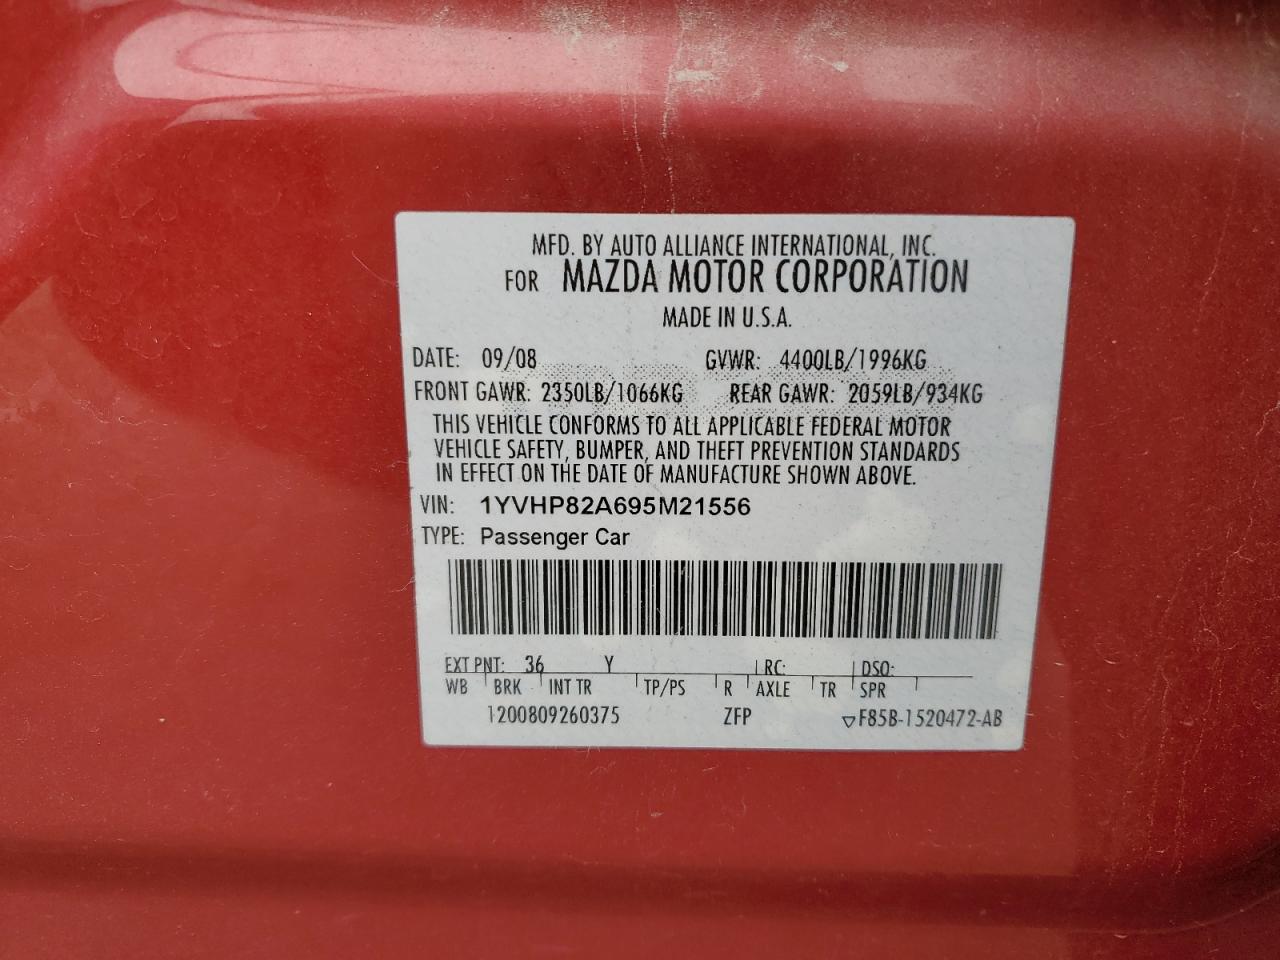 MFD. BY AUTO ALLIANCE INTERNATIONAL, INC.
FOR MAZDA MOTOR CORPORATION
MADE IN U.S.A.
DATE: 09/08 GVWR: 4400LB/1996KG
FRONT GAWR: 2350LB/1066KG REAR GAWR: 2059LB/934KG
THIS VEHICLE CONFORMS TO ALL APPLICABLE FEDERAL MOTOR
VEHICLE SAFETY, BUMPER, AND THEFT PREVENTION STANDARDS
IN EFFECT ON THE DATE OF MANUFACTURE SHOWN ABOVE.
VIN: 1YVHP82A695M21556
TYPE: Passenger Car
EXT PNT: 36 Y RC: DSO:
WB BRK INT TR TP/PS R AXLE TR SPR
1200809260375 ZFP ▽F85B-1520472-AB